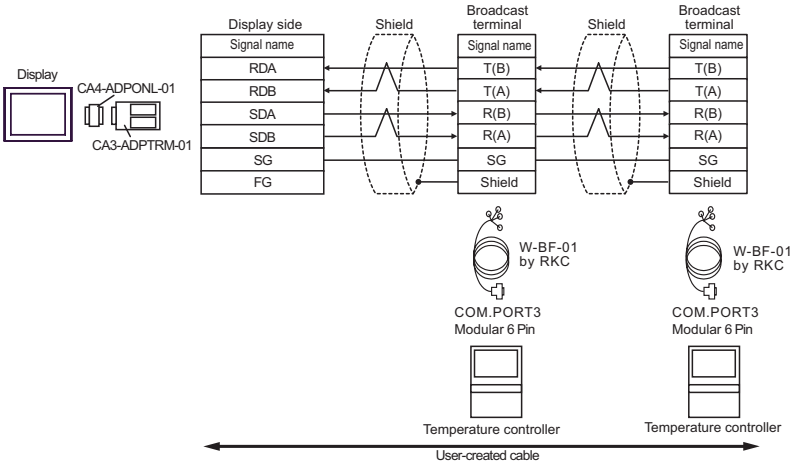 Display side
Shield
Broadcast
terminal
Shield
Broadcast
terminal
Signal name
Signal name
Signal name
RDA
T(B)
T(B)
RDB
T(A)
T(A)
SDA
R(B)
R(B)
SDB
R(A)
R(A)
SG
SG
SG
FG
Shield
Shield
Display
CA4-ADPONL-01
CA3-ADPTRM-01
W-BF-01
by RKC
W-BF-01
by RKC
COM.PORT3
Modular 6 Pin
COM.PORT3
Modular 6 Pin
Temperature controller
Temperature controller
User-created cable